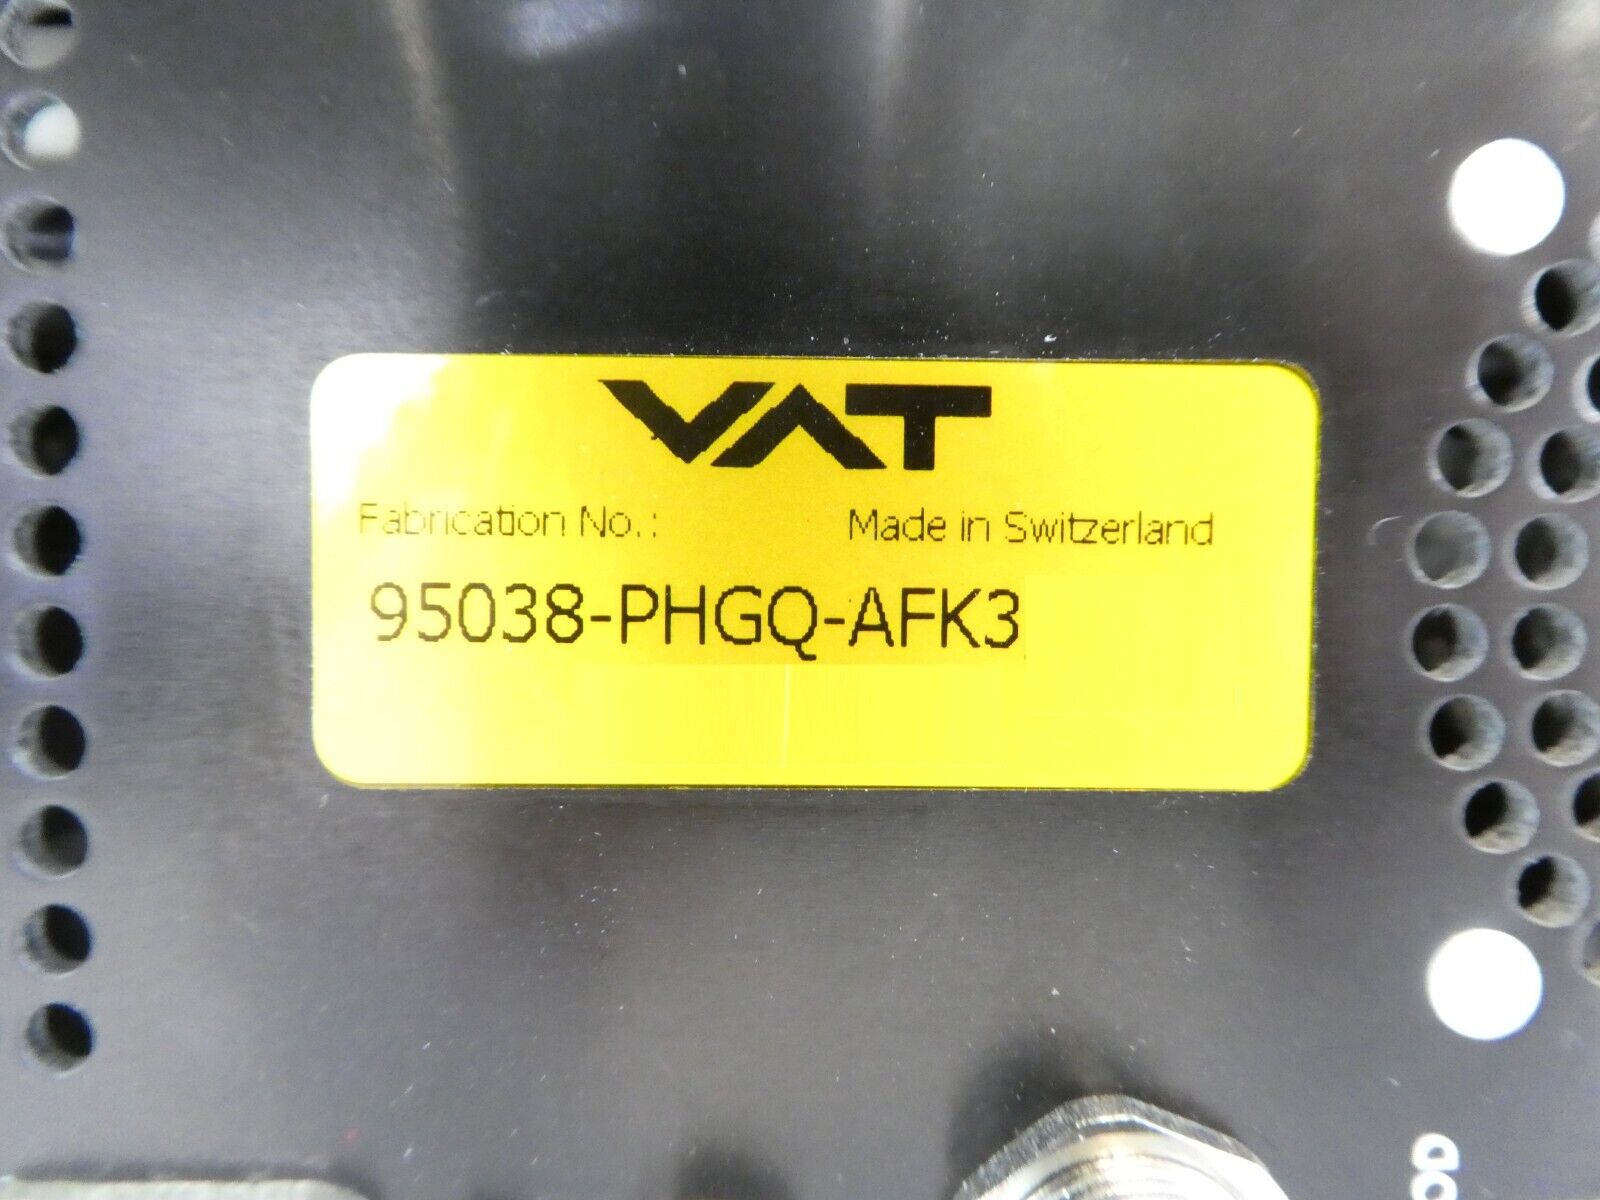 VAT
Fabrication No.: Made in Switzerland
95038-PHGQ-AFK3